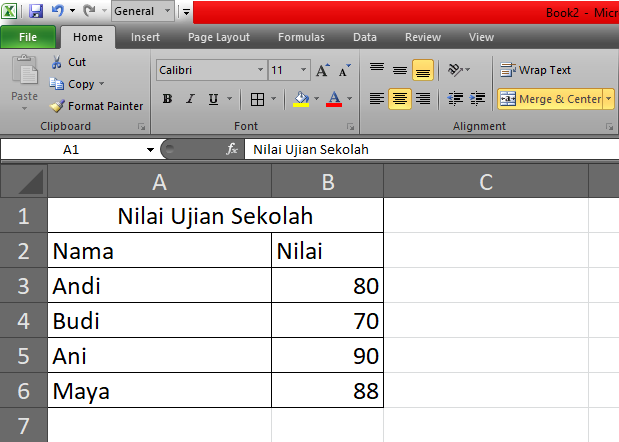 General
Book2 - Micr
File Home Insert Page Layout Formulas Data Review View
Paste
Cut
Copy
Format Painter
Clipboard
Calibri 11 A A
B I U A
Font
Wrap Text
Merge & Center
Alignment
A1 fx Nilai Ujian Sekolah
A B C
1 Nilai Ujian Sekolah
2 Nama Nilai
3 Andi 80
4 Budi 70
5 Ani 90
6 Maya 88
7